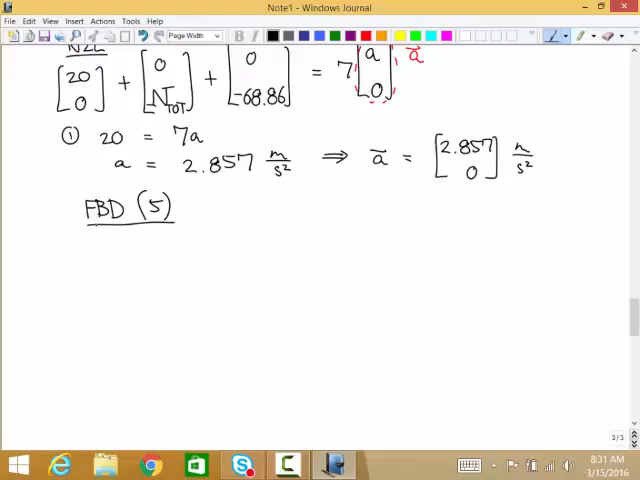 Note1 - Windows Journal
File Edit View Insert Actions Tools Help
Page Width
B I
N2L
[20 0] + [0 -N_TOT] + [0 -68.86] = 7 [a 0] a⃗
① 20 = 7a
a = 2.857 m/s² ⇒ a⃗ = [2.857 0] m/s²
FBD (5)
3/3
8:31 AM
3/15/2016